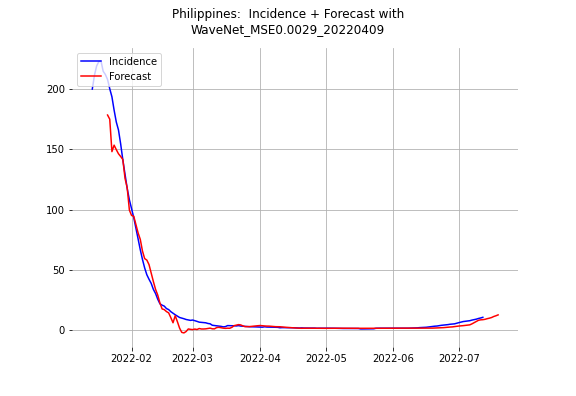 Philippines:  Incidence + Forecast with
WaveNet_MSE0.0029_20220409
Incidence
Forecast
200
150
100
50
0
2022-02
2022-03
2022-04
2022-05
2022-06
2022-07